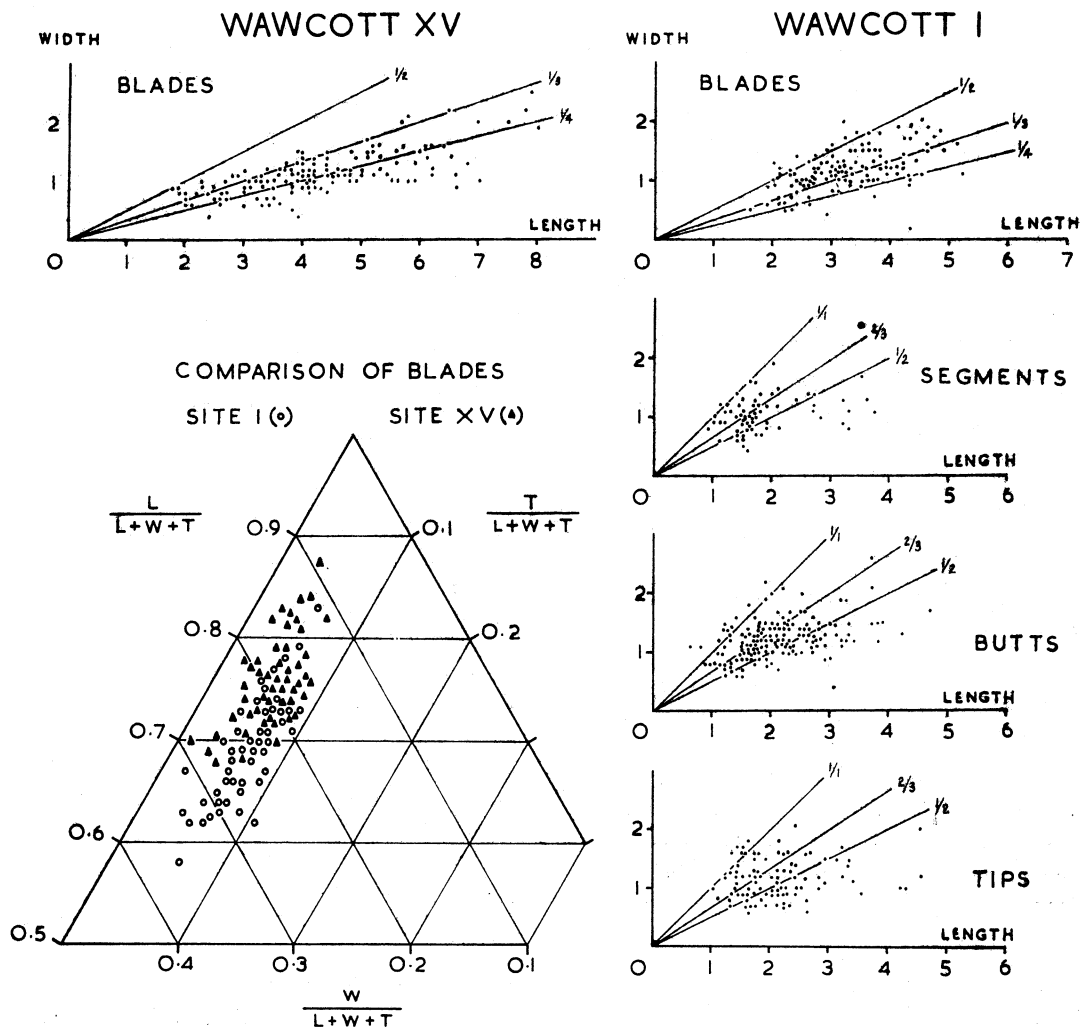 WAWCOTT XV
WIDTH
BLADES
1/2
1/3
1/4
2
1
LENGTH
0 1 2 3 4 5 6 7 8
WAWCOTT I
WIDTH
BLADES
1/2
1/3
1/4
2
1
LENGTH
0 1 2 3 4 5 6 7
1/1
2/3
1/2
SEGMENTS
2
1
LENGTH
0 1 2 3 4 5 6
1/1
2/3
1/2
BUTTS
2
1
LENGTH
0 1 2 3 4 5 6
1/1
2/3
1/2
TIPS
2
1
LENGTH
0 1 2 3 4 5 6
COMPARISON OF BLADES
SITE I (o) SITE XV (▲)
L
L+W+T
T
L+W+T
0.9 0.1
0.8 0.2
0.7
0.6
0.5
0.4 0.3 0.2 0.1
W
L+W+T